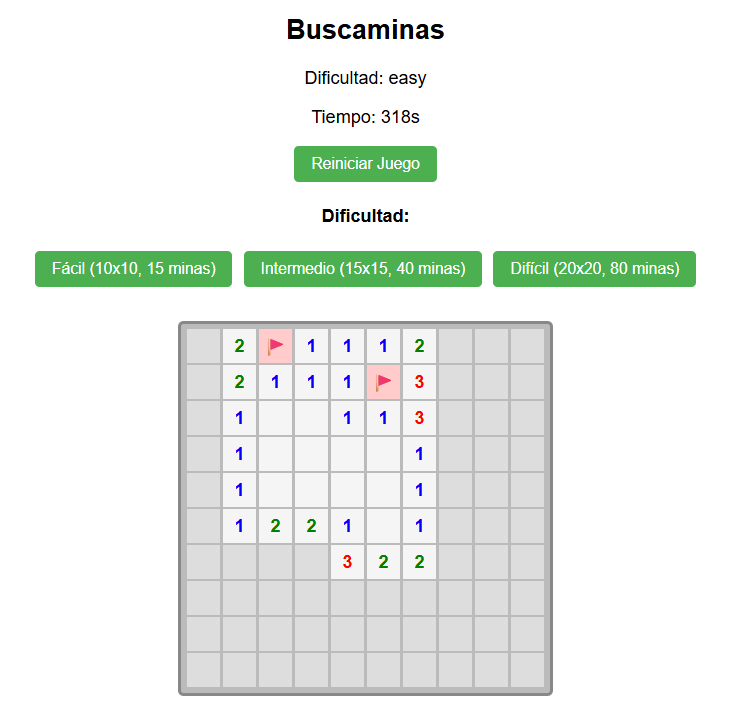 Buscaminas
Dificultad: easy
Tiempo: 318s
Reiniciar Juego
Dificultad:
Fácil (10x10, 15 minas) Intermedio (15x15, 40 minas) Difícil (20x20, 80 minas)
2 1 1 1 2
2 1 1 1 3
1 1 1 3
1 1
1 1
1 2 2 1 1
3 2 2